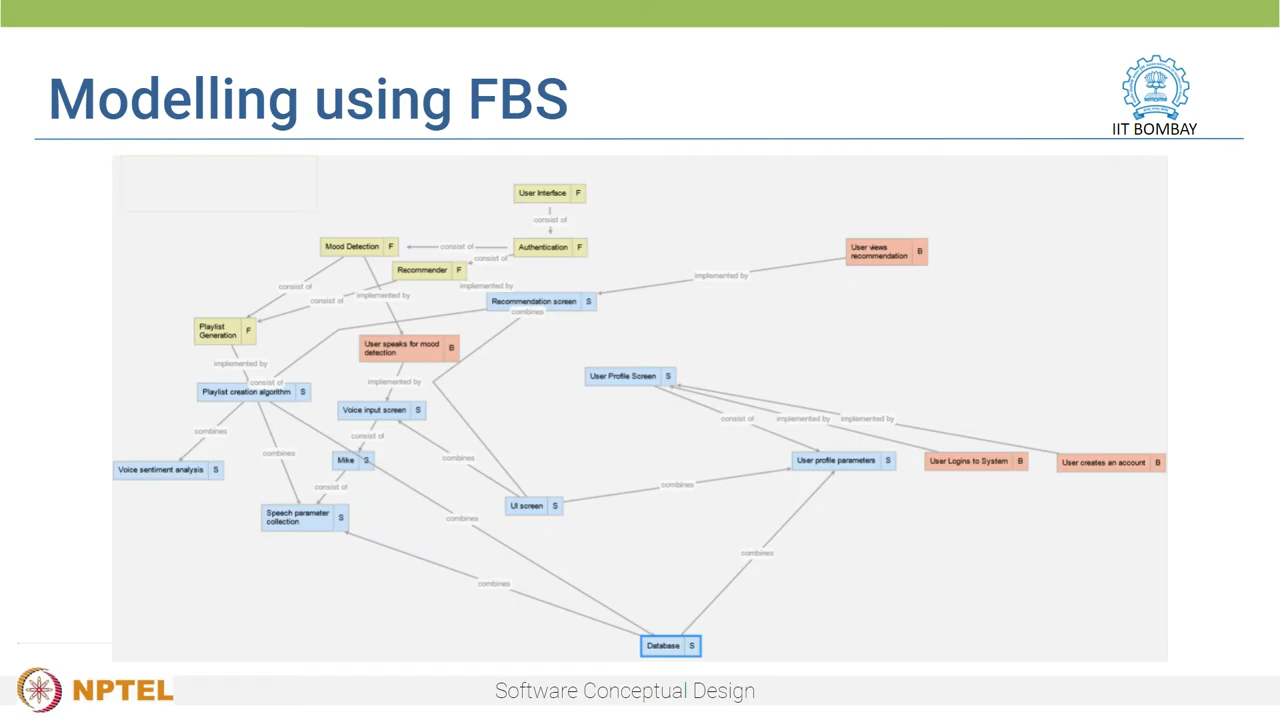 Modelling using FBS
IIT BOMBAY
User Interface F
consist of
Mood Detection F
consist of
Authentication F
consist of
Recommender F
User views
recommendation B
implemented by
consist of
implemented by
implemented by
consist of
Recommendation screen S
combines
Playlist
Generation F
User speaks for mood
detection B
implemented by
User Profile Screen S
consist of
implemented by
Playlist creation algorithm S
Voice input screen S
consist of
implemented by
implemented by
combines
consist of
combines
combines
Voice sentiment analysis S
Mike S
User profile parameters S
User Logins to System B
User creates an account B
consist of
combines
UI screen S
Speech parameter
collection S
combines
combines
combines
Database S
NPTEL
Software Conceptual Design